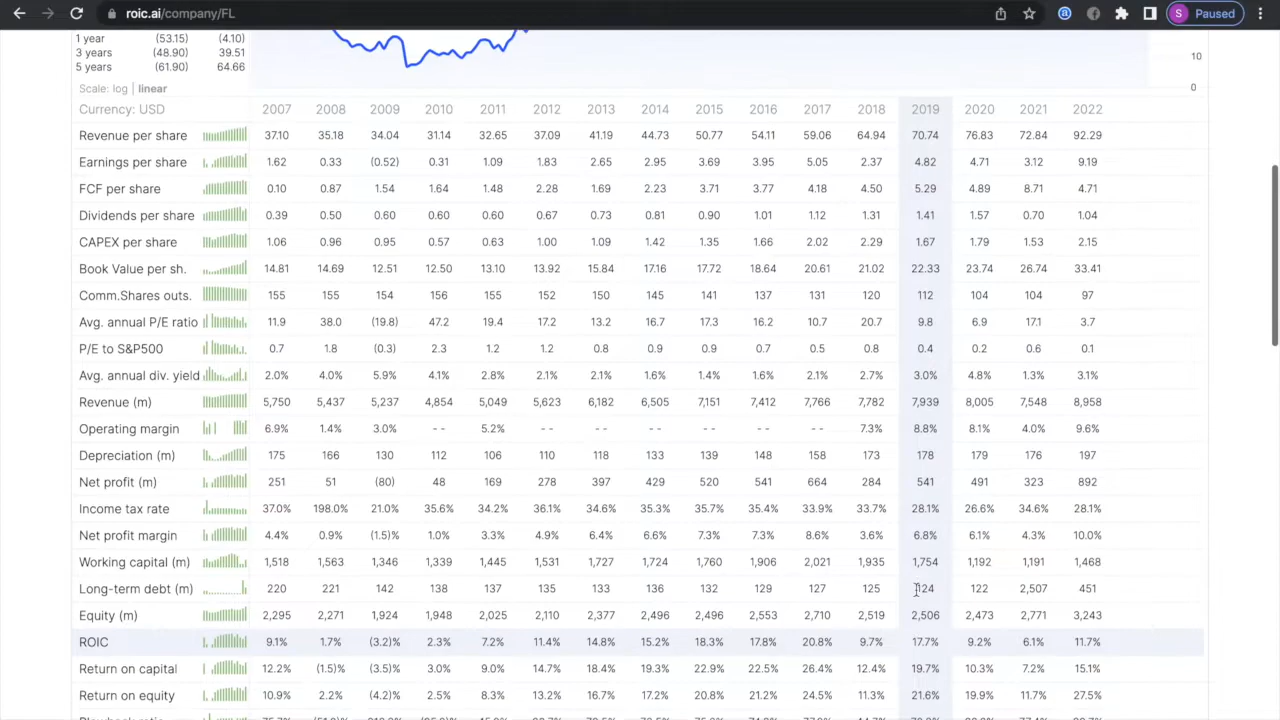 roic.ai/company/FL
S Paused
1 year (53.15) (4.10)
3 years (48.90) 39.51
5 years (61.90) 64.66
10
0
Scale: log | linear
Currency: USD 2007 2008 2009 2010 2011 2012 2013 2014 2015 2016 2017 2018 2019 2020 2021 2022
Revenue per share 37.10 35.18 34.04 31.14 32.65 37.09 41.19 44.73 50.77 54.11 59.06 64.94 70.74 76.83 72.84 92.29
Earnings per share 1.62 0.33 (0.52) 0.31 1.09 1.83 2.65 2.95 3.69 3.95 5.05 2.37 4.82 4.71 3.12 9.19
FCF per share 0.10 0.87 1.54 1.64 1.48 2.28 1.69 2.23 3.71 3.77 4.18 4.50 5.29 4.89 8.71 4.71
Dividends per share 0.39 0.50 0.60 0.60 0.60 0.67 0.73 0.81 0.90 1.01 1.12 1.31 1.41 1.57 0.70 1.04
CAPEX per share 1.06 0.96 0.95 0.57 0.63 1.00 1.09 1.42 1.35 1.66 2.02 2.29 1.67 1.79 1.53 2.15
Book Value per sh. 14.81 14.69 12.51 12.50 13.10 13.92 15.84 17.16 17.72 18.64 20.61 21.02 22.33 23.74 26.74 33.41
Comm.Shares outs. 155 155 154 156 155 152 150 145 141 137 131 120 112 104 104 97
Avg. annual P/E ratio 11.9 38.0 (19.8) 47.2 19.4 17.2 13.2 16.7 17.3 16.2 10.7 20.7 9.8 6.9 17.1 3.7
P/E to S&P500 0.7 1.8 (0.3) 2.3 1.2 1.2 0.8 0.9 0.9 0.7 0.5 0.8 0.4 0.2 0.6 0.1
Avg. annual div. yield 2.0% 4.0% 5.9% 4.1% 2.8% 2.1% 2.1% 1.6% 1.4% 1.6% 2.1% 2.7% 3.0% 4.8% 1.3% 3.1%
Revenue (m) 5,750 5,437 5,237 4,854 5,049 5,623 6,182 6,505 7,151 7,412 7,766 7,782 7,939 8,005 7,548 8,958
Operating margin 6.9% 1.4% 3.0% - - 5.2% - - - - - - - - - - - - 7.3% 8.8% 8.1% 4.0% 9.6%
Depreciation (m) 175 166 130 112 106 110 118 133 139 148 158 173 178 179 176 197
Net profit (m) 251 51 (80) 48 169 278 397 429 520 541 664 284 541 491 323 892
Income tax rate 37.0% 198.0% 21.0% 35.6% 34.2% 36.1% 34.6% 35.3% 35.7% 35.4% 33.9% 33.7% 28.1% 26.6% 34.6% 28.1%
Net profit margin 4.4% 0.9% (1.5)% 1.0% 3.3% 4.9% 6.4% 6.6% 7.3% 7.3% 8.6% 3.6% 6.8% 6.1% 4.3% 10.0%
Working capital (m) 1,518 1,563 1,346 1,339 1,445 1,531 1,727 1,724 1,760 1,906 2,021 1,935 1,754 1,192 1,191 1,468
Long-term debt (m) 220 221 142 138 137 135 133 136 132 129 127 125 124 122 2,507 451
Equity (m) 2,295 2,271 1,924 1,948 2,025 2,110 2,377 2,496 2,496 2,553 2,710 2,519 2,506 2,473 2,771 3,243
ROIC 9.1% 1.7% (3.2)% 2.3% 7.2% 11.4% 14.8% 15.2% 18.3% 17.8% 20.8% 9.7% 17.7% 9.2% 6.1% 11.7%
Return on capital 12.2% (1.5)% (3.5)% 3.0% 9.0% 14.7% 18.4% 19.3% 22.9% 22.5% 26.4% 12.4% 19.7% 10.3% 7.2% 15.1%
Return on equity 10.9% 2.2% (4.2)% 2.5% 8.3% 13.2% 16.7% 17.2% 20.8% 21.2% 24.5% 11.3% 21.6% 19.9% 11.7% 27.5%